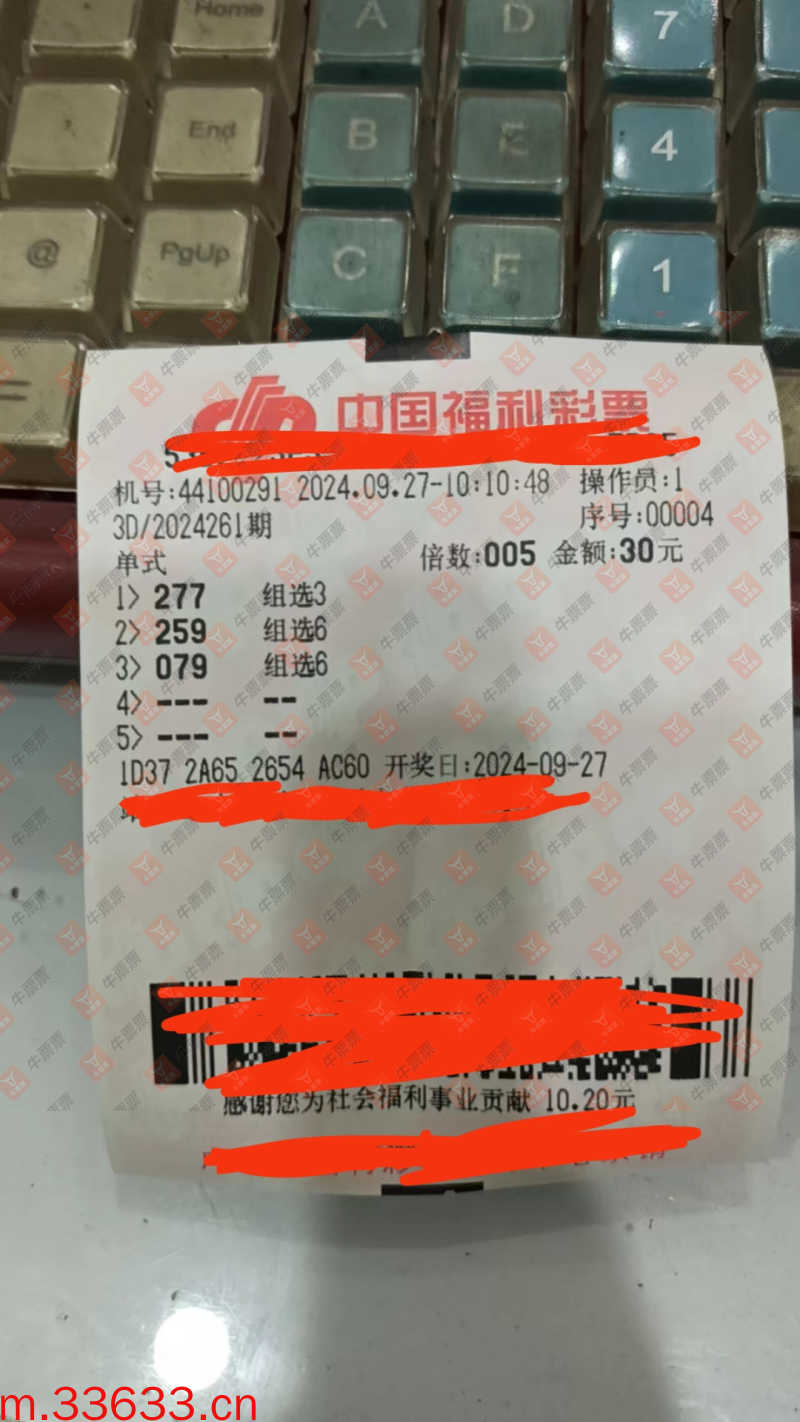 Home A D 7
End B E 4
@ PgUp C F 1
=
中国福利彩票
机号:44100291 2024.09.27-10:10:48 操作员:1
3D/2024261期 序号:00004
单式 倍数:005 金额:30元
1> 277 组选3
2> 259 组选6
3> 079 组选6
4> --- --
5> --- --
1D37 2A65 2654 AC60 开奖日:2024-09-27
感谢您为社会福利事业贡献 10.20元
牛票票
m.33633.cn